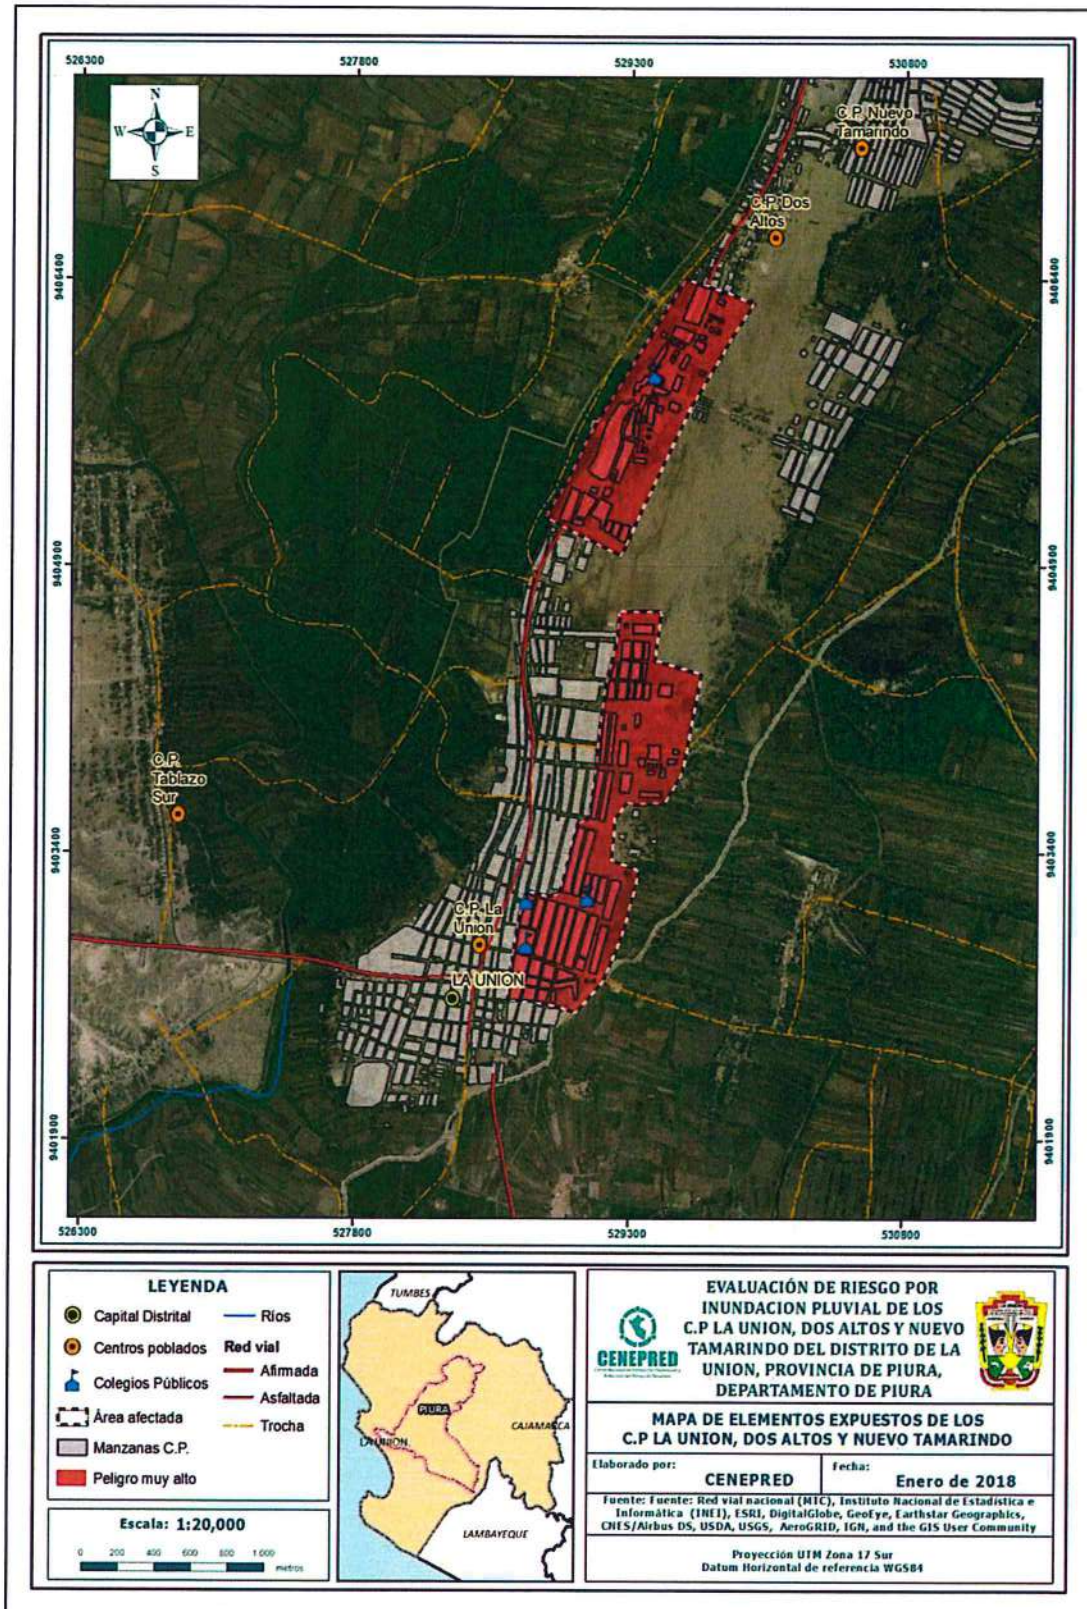 526300
527800
529300
530800
N
W E
S
C.P. Nuevo
Tamarindo
C.P. Dos
Altos
9406400
9406400
9404900
9404900
C.P.
Tablazo
Sur
9403400
9403400
C.P. La
Union
LA UNION
9401900
9401900
526300
527800
529300
530800
LEYENDA
Capital Distrital
Centros poblados
Colegios Públicos
Área afectada
Manzanas C.P.
Peligro muy alto
Ríos
Red vial
Afirmada
Asfaltada
Trocha
Escala: 1:20,000
0 200 400 600 800 1.000
metros
TUMBES
PIURA
LA UNION
CAJAMARCA
LAMBAYEQUE
CENEPRED
EVALUACIÓN DE RIESGO POR
INUNDACION PLUVIAL DE LOS
C.P LA UNION, DOS ALTOS Y NUEVO
TAMARINDO DEL DISTRITO DE LA
UNION, PROVINCIA DE PIURA,
DEPARTAMENTO DE PIURA
MAPA DE ELEMENTOS EXPUESTOS DE LOS
C.P LA UNION, DOS ALTOS Y NUEVO TAMARINDO
Elaborado por:
CENEPRED
Fecha:
Enero de 2018
Fuente: Fuente: Red vial nacional (MTC), Instituto Nacional de Estadística e
Informática (INEI), ESRI, DigitalGlobe, GeoEye, Earthstar Geographics,
CNES/Airbus DS, USDA, USGS, AeroGRID, IGN, and the GIS User Community
Proyección UTM Zona 17 Sur
Datum Horizontal de referencia WGS84